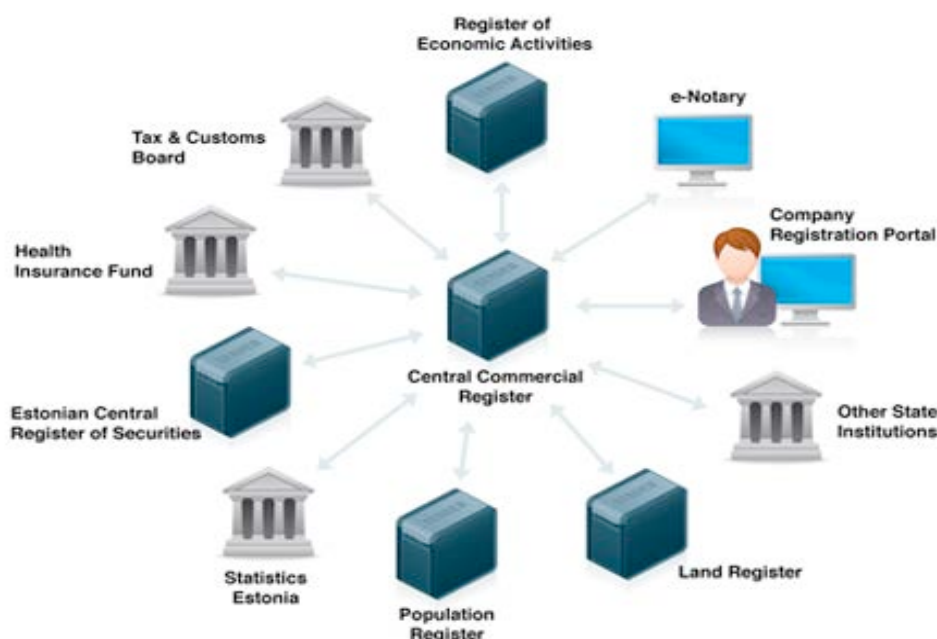 Register of
Economic Activities
e-Notary
Tax & Customs
Board
Company
Registration Portal
Health
Insurance Fund
Central Commercial
Register
Estonian Central
Register of Securities
Other State
Institutions
Statistics
Estonia
Population
Register
Land Register